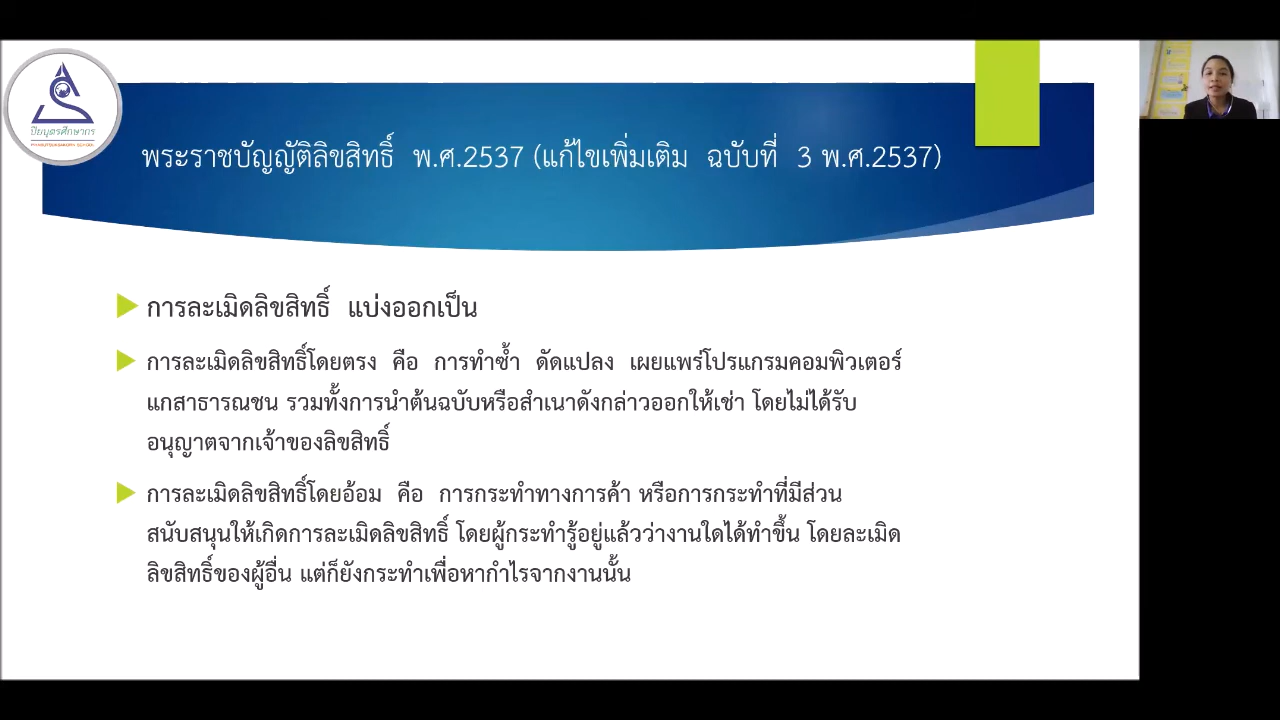 ปิยบุตรศึกษากร
พระราชบัญญัติลิขสิทธิ์ พ.ศ.2537 (แก้ไขเพิ่มเติม ฉบับที่ 3 พ.ศ.2537)
การละเมิดลิขสิทธิ์ แบ่งออกเป็น
การละเมิดลิขสิทธิ์โดยตรง คือ การทำซ้ำ ดัดแปลง เผยแพร่โปรแกรมคอมพิวเตอร์
แกสาธารณชน รวมทั้งการนำต้นฉบับหรือสำเนาดังกล่าวออกให้เช่า โดยไม่ได้รับ
อนุญาตจากเจ้าของลิขสิทธิ์
การละเมิดลิขสิทธิ์โดยอ้อม คือ การกระทำทางการค้า หรือการกระทำที่มีส่วน
สนับสนุนให้เกิดการละเมิดลิขสิทธิ์ โดยผู้กระทำรู้อยู่แล้วว่างานใดได้ทำขึ้น โดยละเมิด
ลิขสิทธิ์ของผู้อื่น แต่ก็ยังกระทำเพื่อหากำไรจากงานนั้น